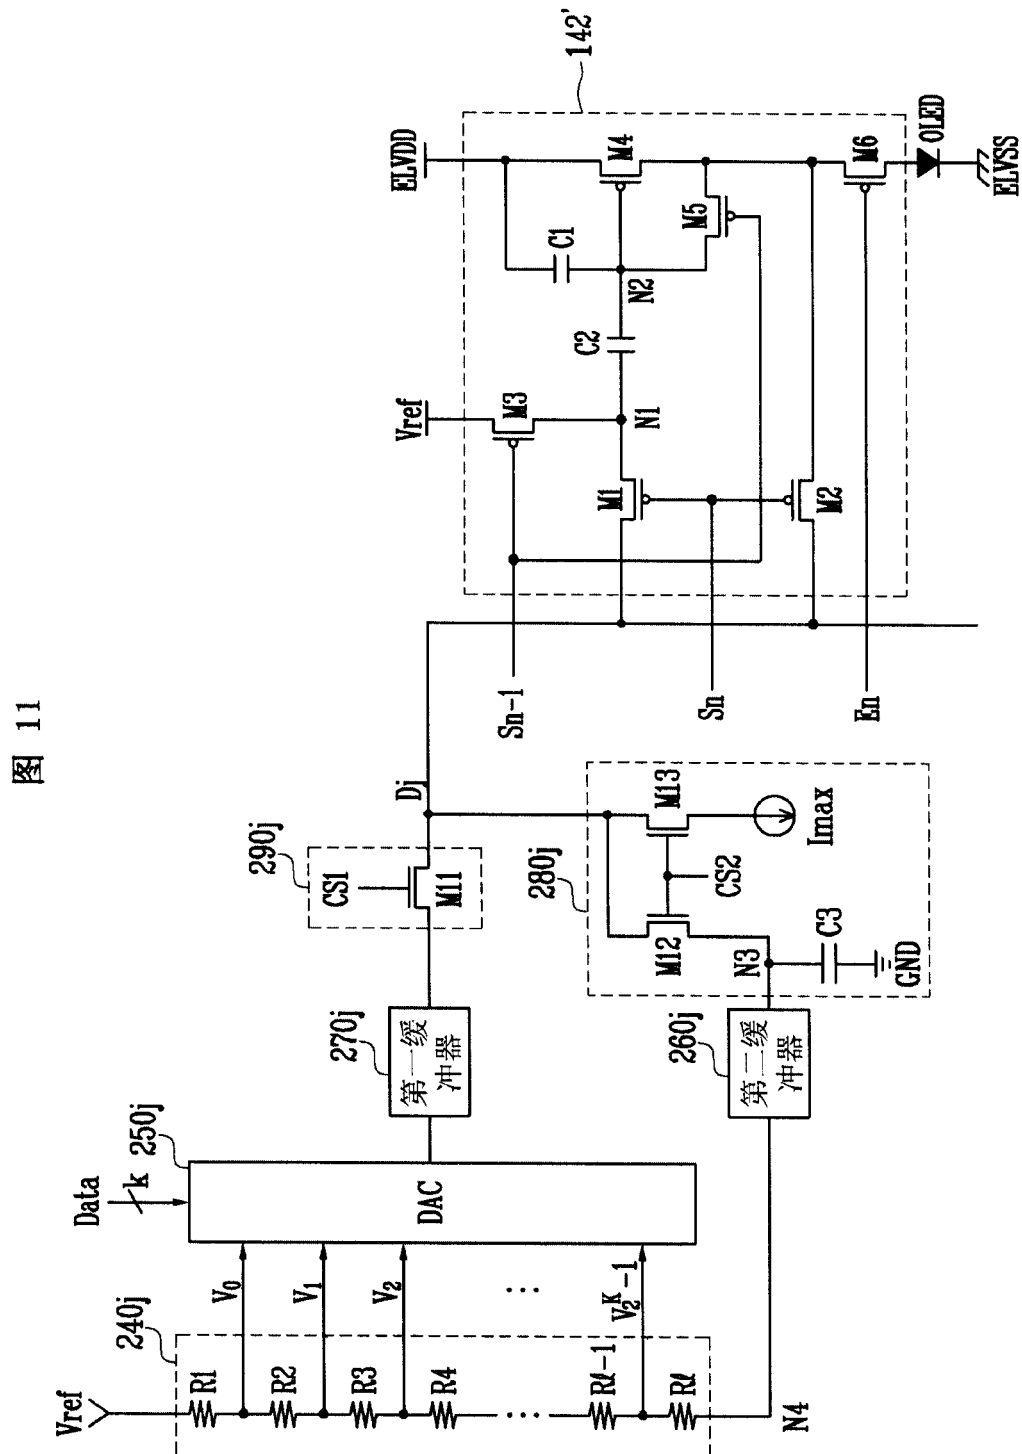 图 11
Vref
240j
R1
R2
R3
R4
...
Rℓ-1
Rℓ
N4
V0
V1
V2
...
V2^K-1
Data
k
250j
DAC
270j
第一缓
冲器
260j
第二缓
冲器
290j
CS1
M11
Dj
280j
M12
M13
CS2
N3
C3
GND
Imax
Sn-1
Sn
En
142'
Vref
M3
N1
M1
M2
C2
N2
C1
ELVDD
M4
M5
M6
OLED
ELVSS